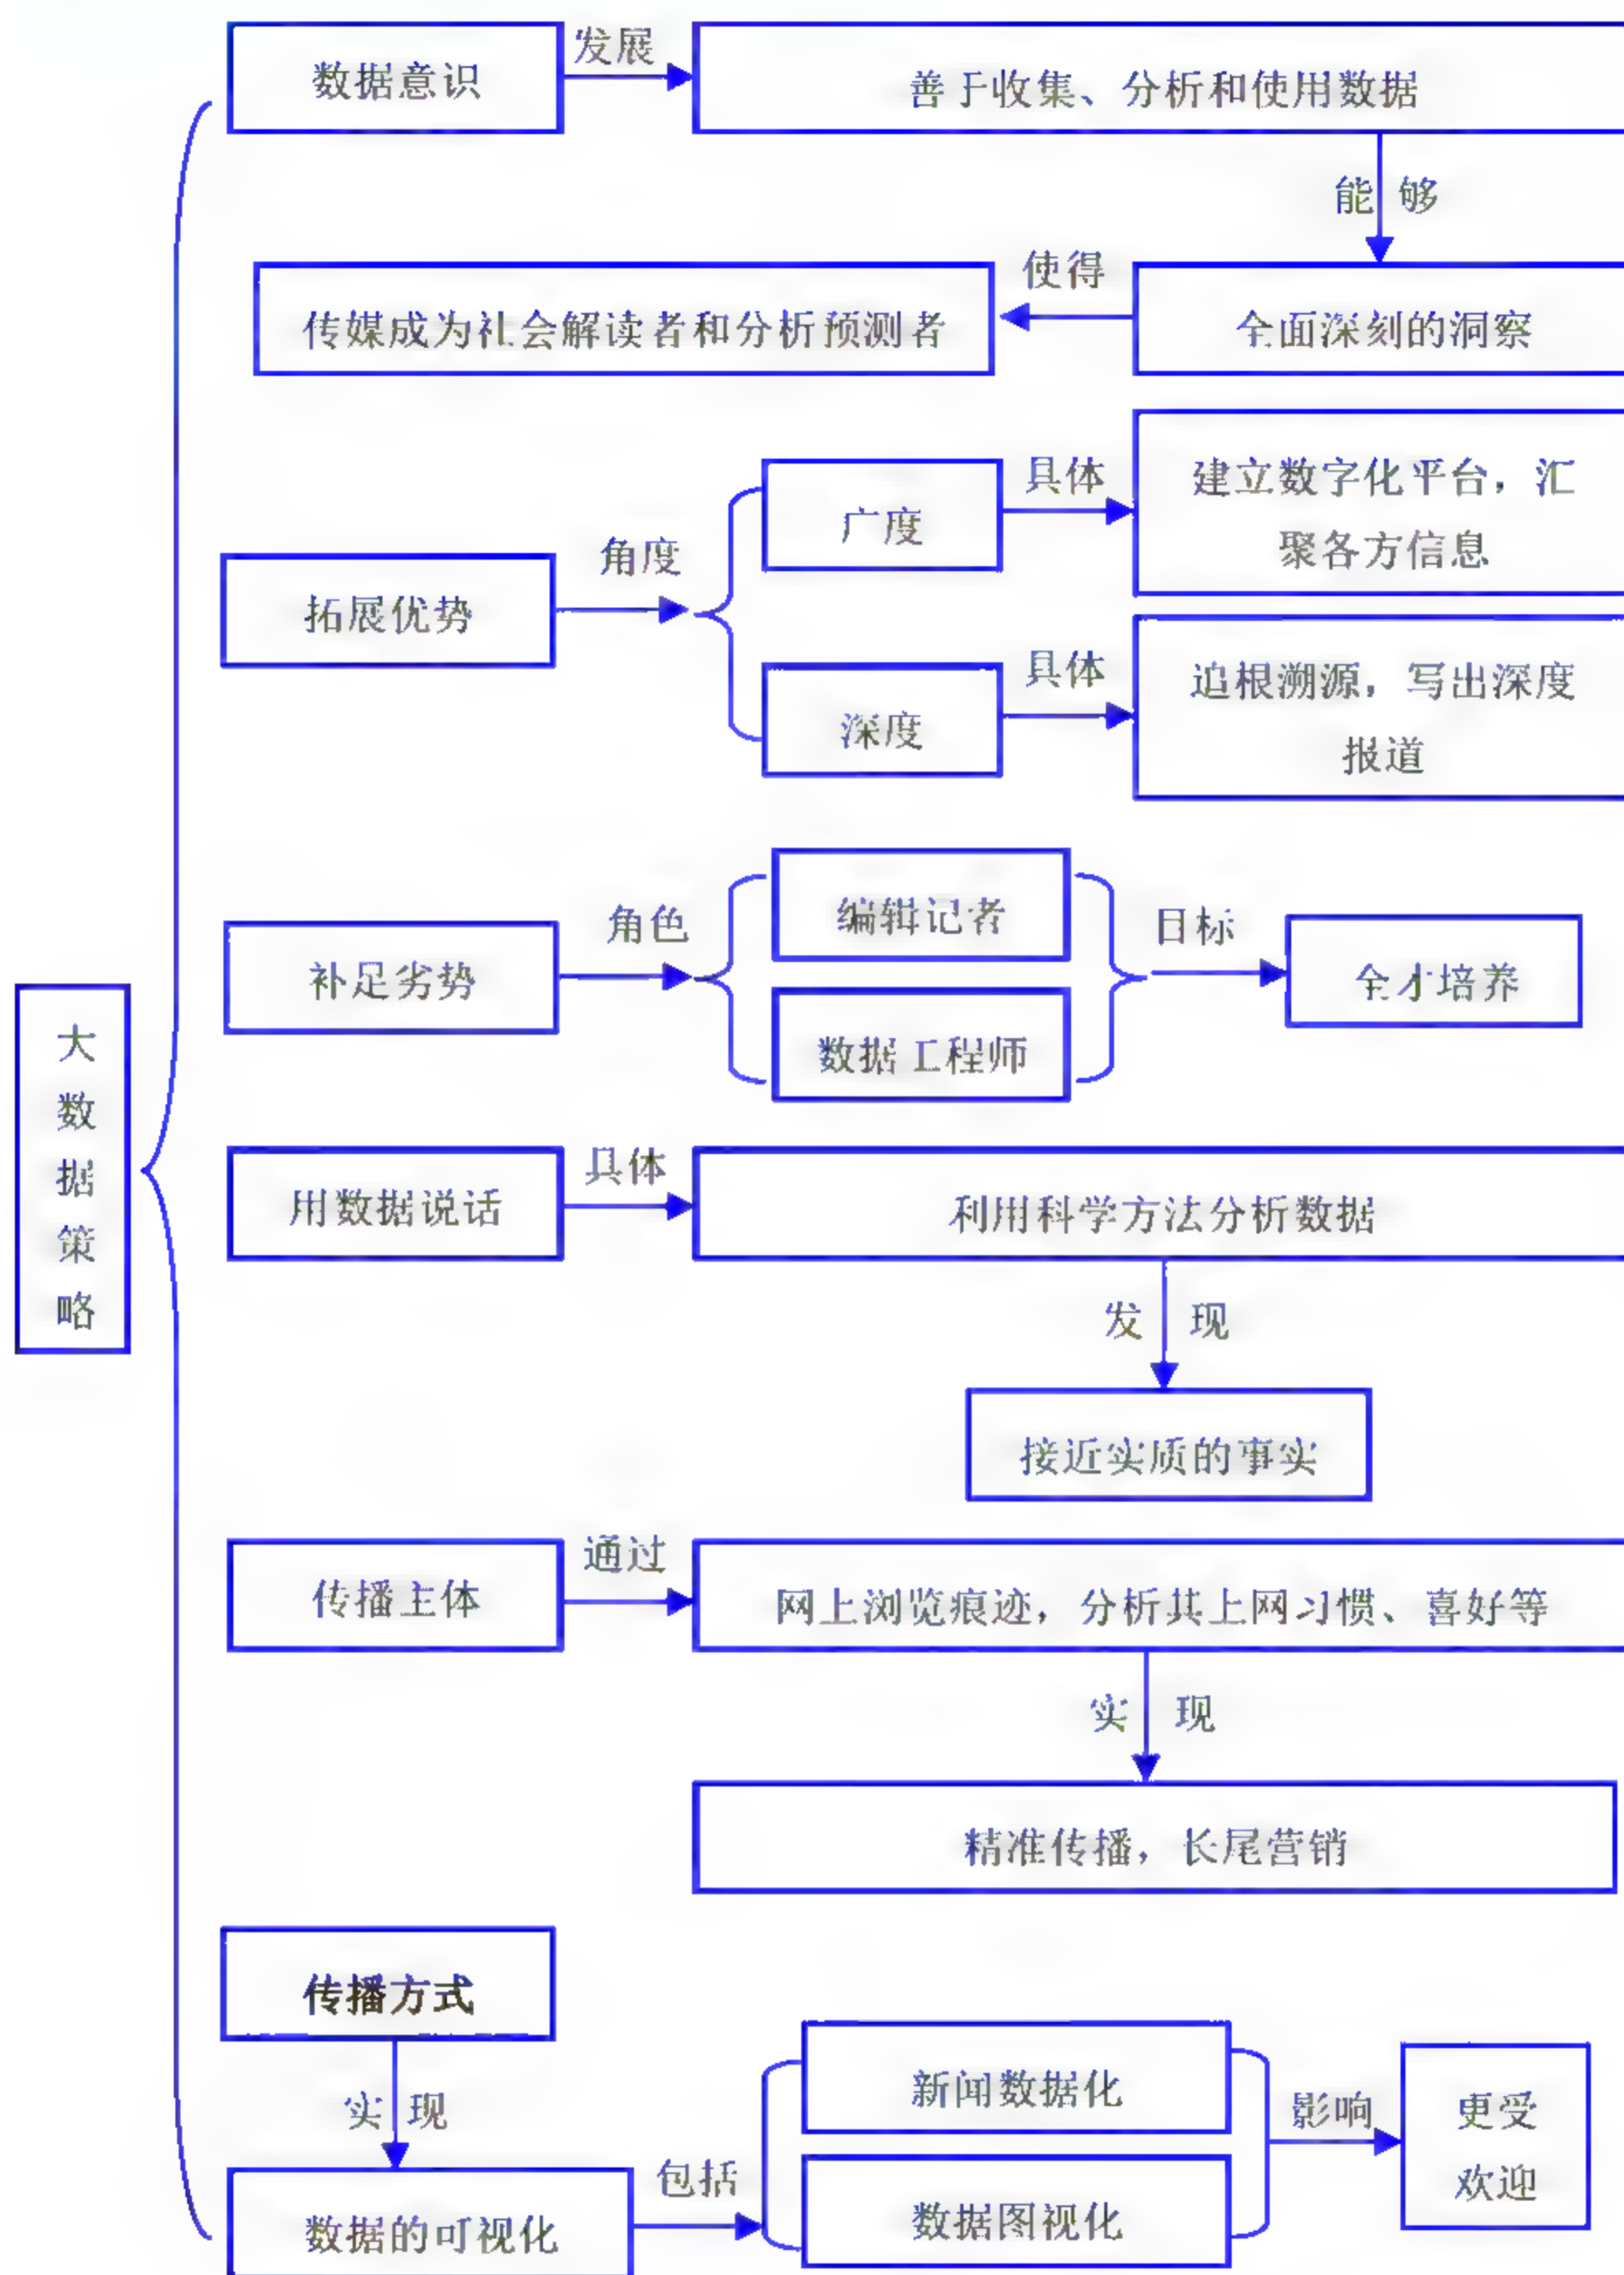 数据意识
发展
善于收集、分析和使用数据
能够
全面深刻的洞察
使得
传媒成为社会解读者和分析预测者
拓展优势
角度
广度
具体
建立数字化平台，汇
聚各方信息
深度
具体
追根溯源，写出深度
报道
补足劣势
角色
编辑记者
数据工程师
目标
全才培养
大数据策略
用数据说话
具体
利用科学方法分析数据
发现
接近实质的事实
传播主体
通过
网上浏览痕迹，分析其上网习惯、喜好等
实现
精准传播，长尾营销
传播方式
实现
数据的可视化
包括
新闻数据化
数据图视化
影响
更受
欢迎